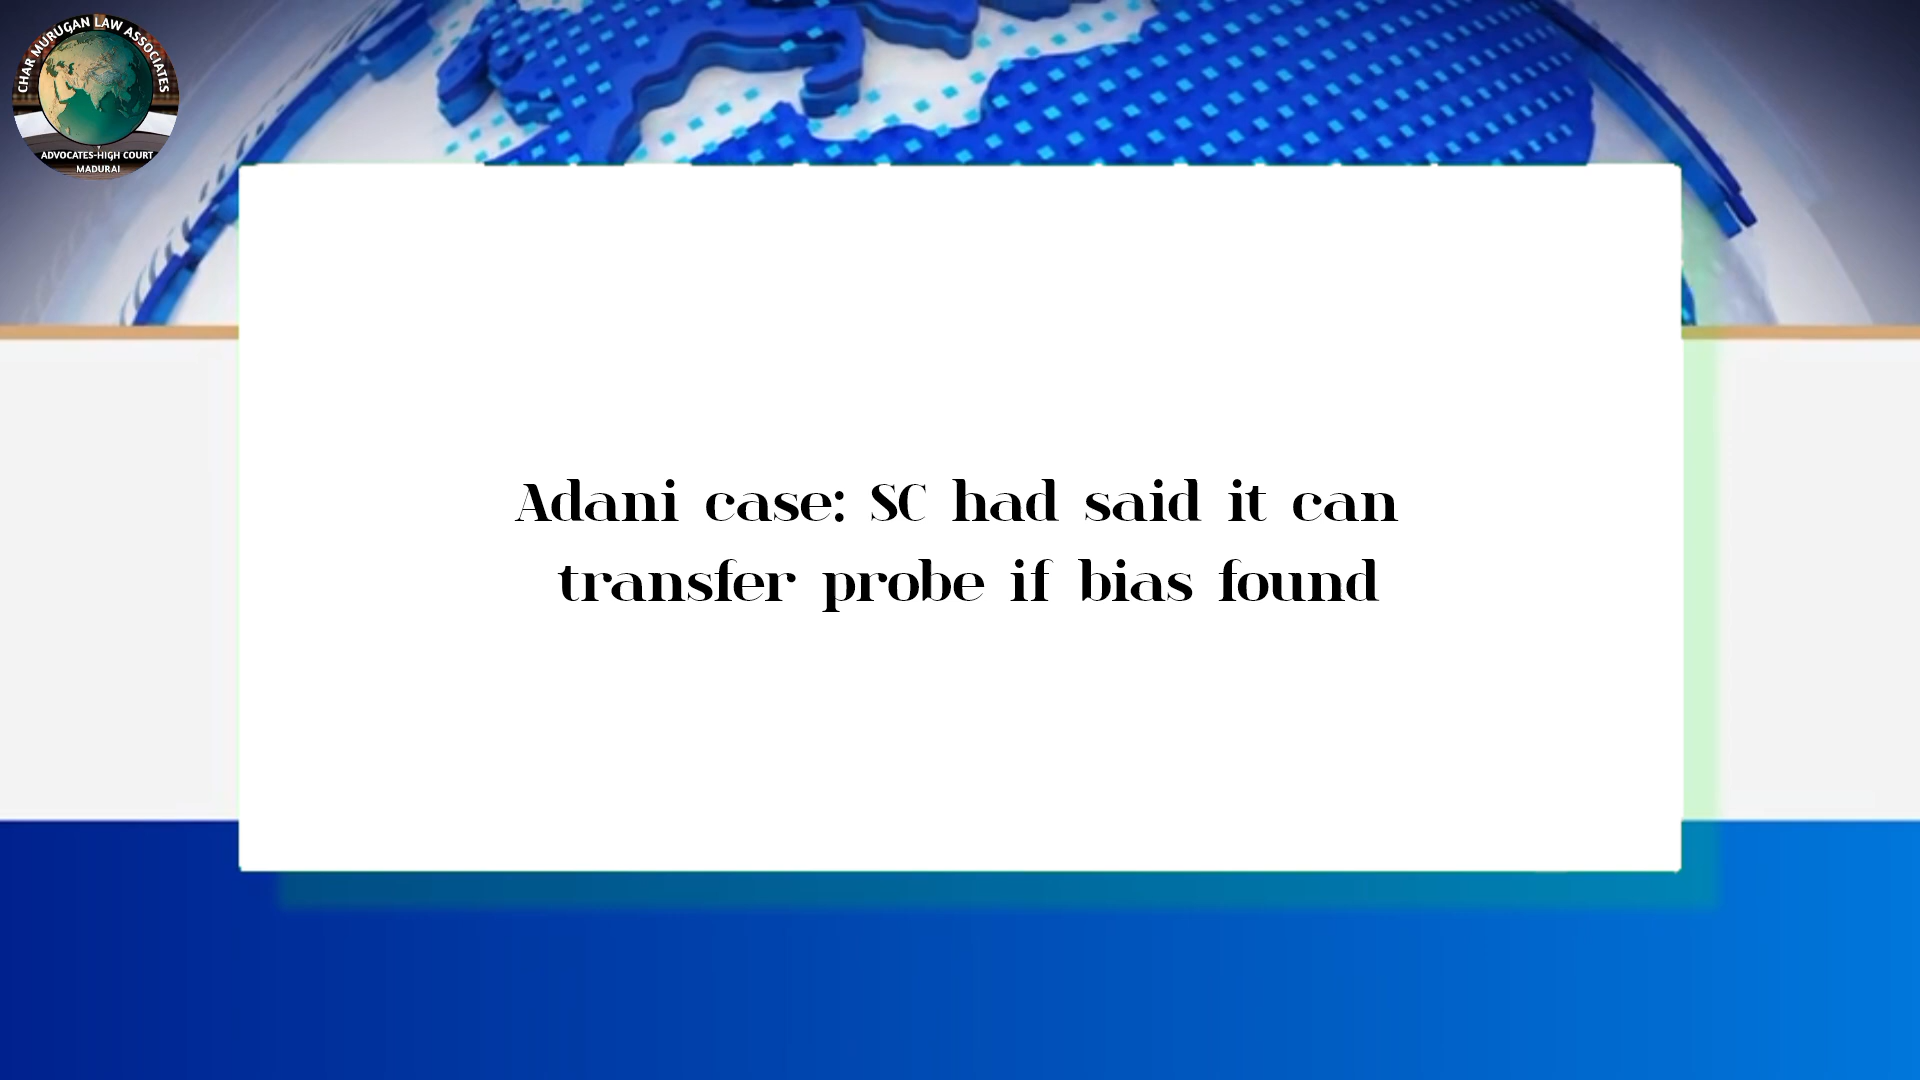 CHAR MURUGAN LAW ASSOCIATES
ADVOCATES-HIGH COURT
MADURAI
Adani case: SC had said it can
transfer probe if bias found